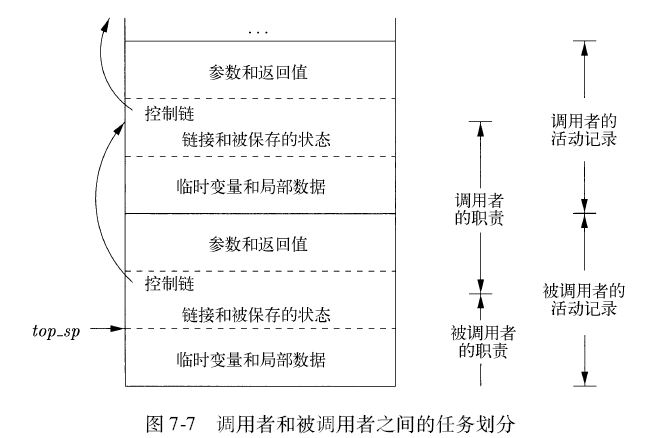 ...
参数和返回值
控制链
链接和被保存的状态
临时变量和局部数据
参数和返回值
控制链
链接和被保存的状态
临时变量和局部数据
top_sp
调用者
的职责
被调用者
的职责
调用者的
活动记录
被调用者的
活动记录
图 7-7 调用者和被调用者之间的任务划分